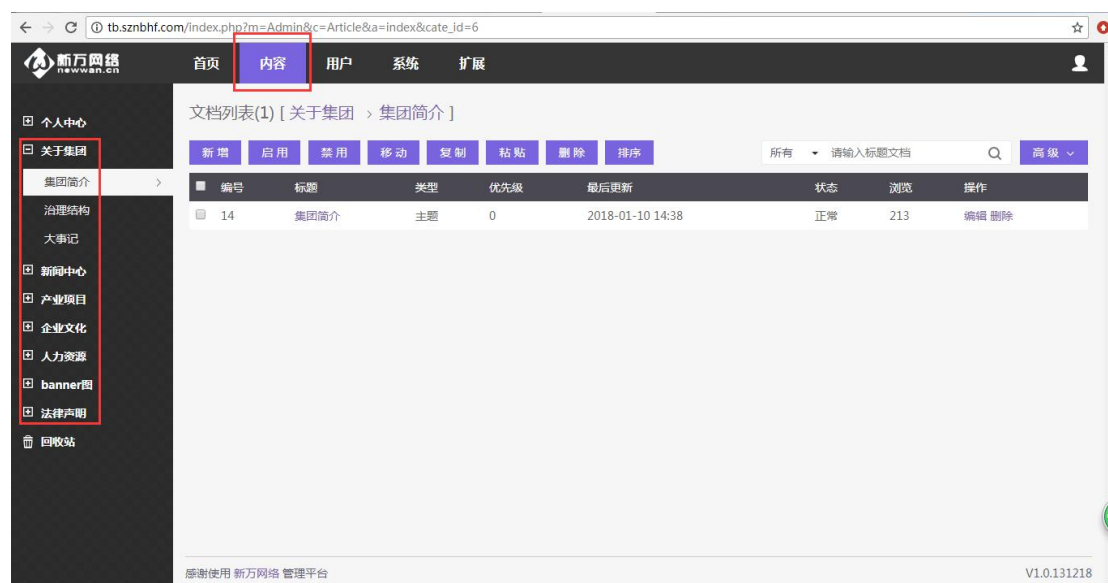 tb.sznbhf.com/index.php?m=Admin&c=Article&a=index&cate_id=6
新万网络
newwan.cn
首页 内容 用户 系统 扩展
个人中心
关于集团
集团简介
治理结构
大事记
新闻中心
产业项目
企业文化
人力资源
banner图
法律声明
回收站
文档列表(1) [ 关于集团 > 集团简介 ]
新增 启用 禁用 移动 复制 粘贴 删除 排序 所有 请输入标题文档 高级
编号 标题 类型 优先级 最后更新 状态 浏览 操作
14 集团简介 主题 0 2018-01-10 14:38 正常 213 编辑 删除
感谢使用 新万网络 管理平台 V1.0.131218